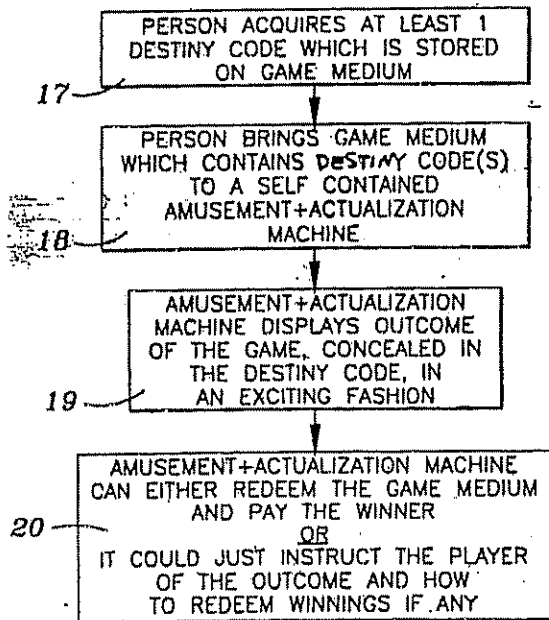 PERSON ACQUIRES AT LEAST 1
DESTINY CODE WHICH IS STORED
ON GAME MEDIUM
17
PERSON BRINGS GAME MEDIUM
WHICH CONTAINS DESTINY CODE(S)
TO A SELF CONTAINED
AMUSEMENT+ACTUALIZATION
MACHINE
18
AMUSEMENT+ACTUALIZATION
MACHINE DISPLAYS OUTCOME
OF THE GAME, CONCEALED IN
THE DESTINY CODE, IN
AN EXCITING FASHION
19
AMUSEMENT+ACTUALIZATION MACHINE
CAN EITHER REDEEM THE GAME MEDIUM
AND PAY THE WINNER
OR
IT COULD JUST INSTRUCT THE PLAYER
OF THE OUTCOME AND HOW
TO REDEEM WINNINGS IF ANY
20